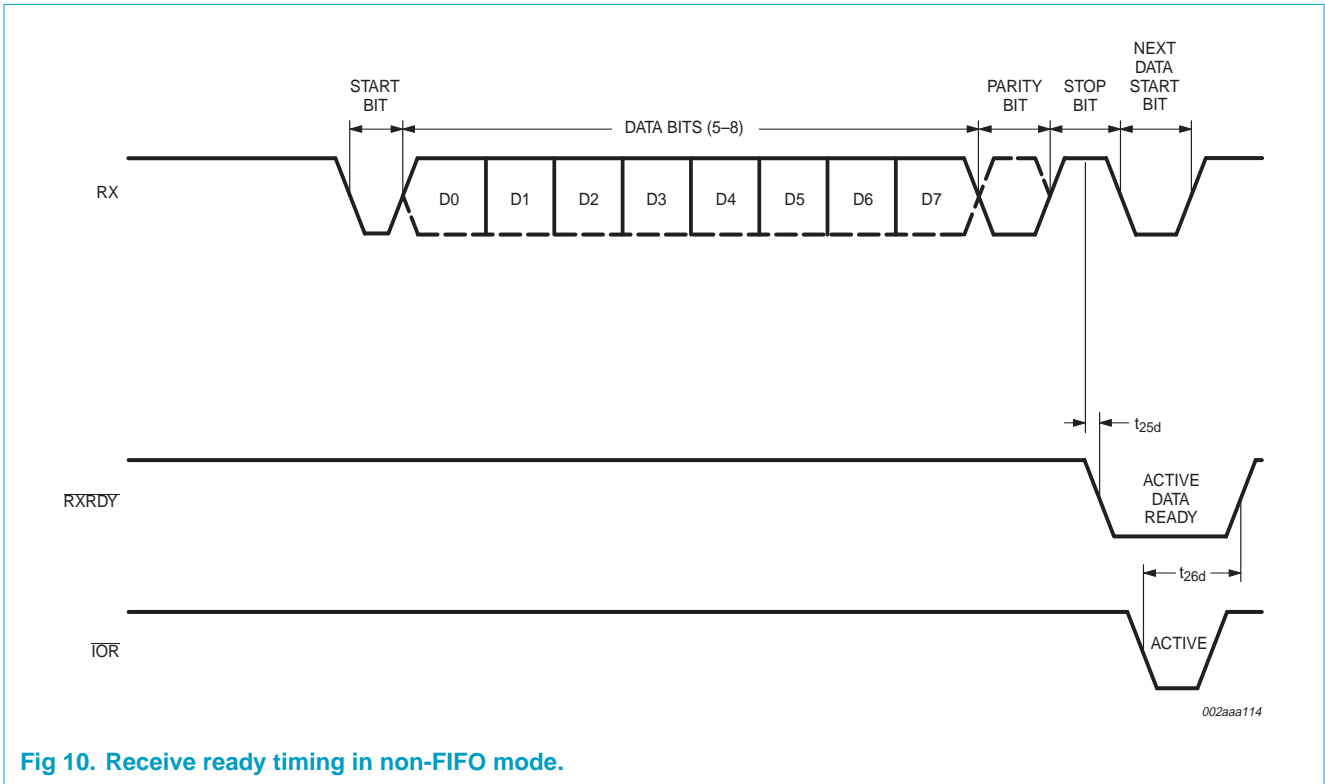 START
BIT
DATA BITS (5–8)
PARITY
BIT
STOP
BIT
NEXT
DATA
START
BIT
RX
D0
D1
D2
D3
D4
D5
D6
D7
t25d
RXRDY
ACTIVE
DATA
READY
t26d
IOR
ACTIVE
002aaa114
Fig 10. Receive ready timing in non-FIFO mode.